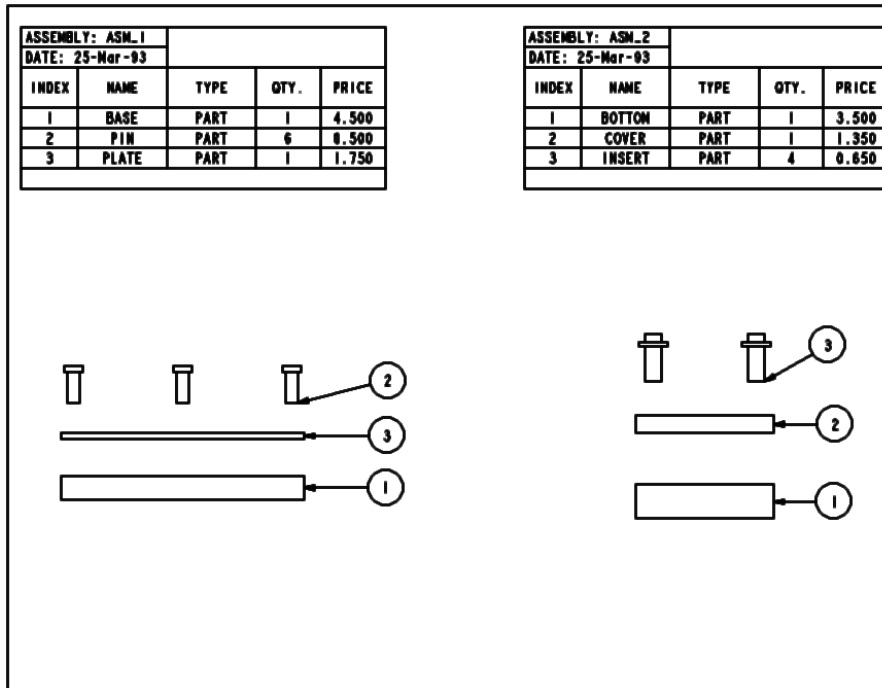 ASSEMBLY: ASM_1
DATE: 25-Mar-93
INDEX NAME TYPE QTY. PRICE
1 BASE PART 1 4.500
2 PIN PART 6 0.500
3 PLATE PART 1 1.750
ASSEMBLY: ASM_2
DATE: 25-Mar-93
INDEX NAME TYPE QTY. PRICE
1 BOTTOM PART 1 3.500
2 COVER PART 1 1.350
3 INSERT PART 4 0.650
2
3
1
3
2
1